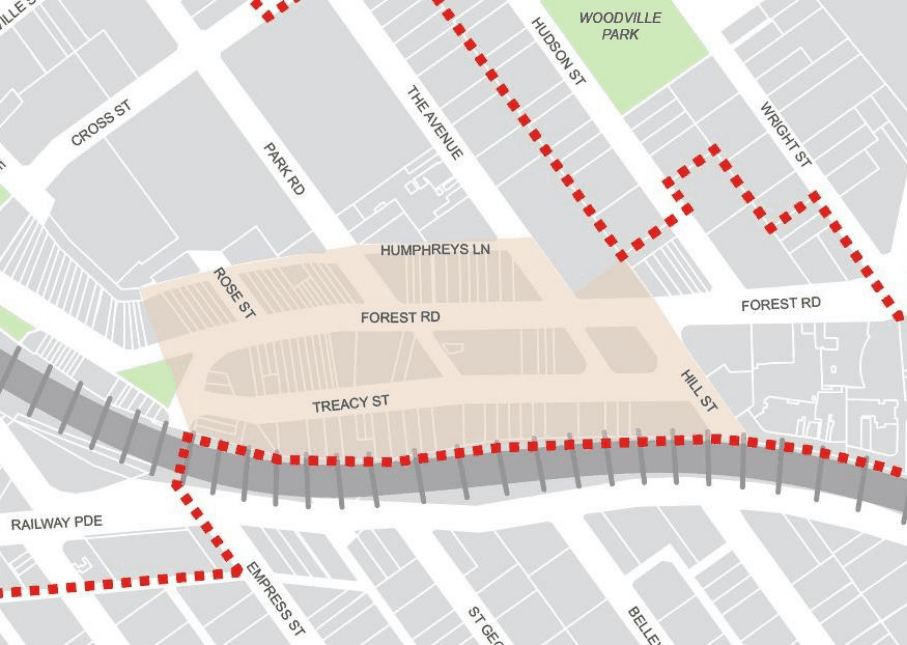 WOODVILLE
PARK
HUDSON ST
CROSS ST
THE AVENUE
WRIGHT ST
PARK RD
HUMPHREYS LN
ROSE ST
FOREST RD
FOREST RD
HILL ST
TREACY ST
RAILWAY PDE
EMPRESS ST